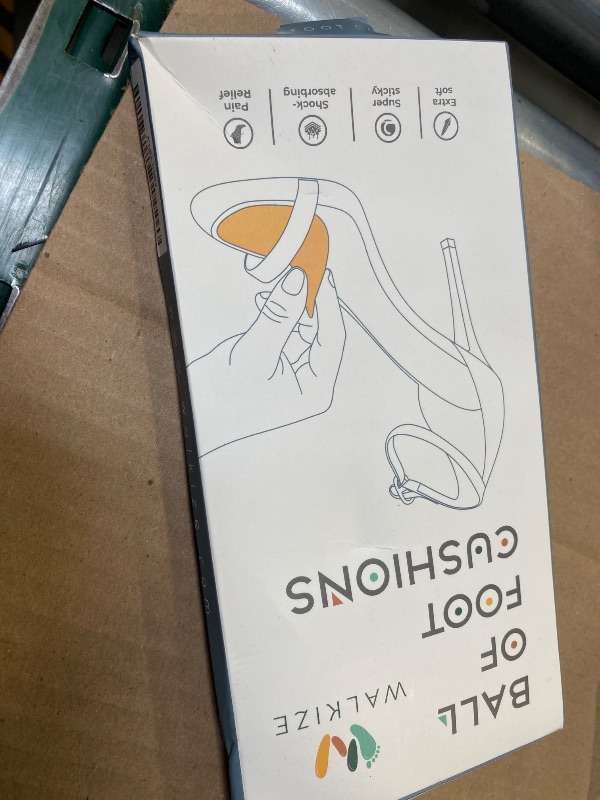 WALKIZE
BALL
OF
FOOT
CUSHIONS
Extra
soft
Super
sticky
Shock-
absorbing
Pain
Relief